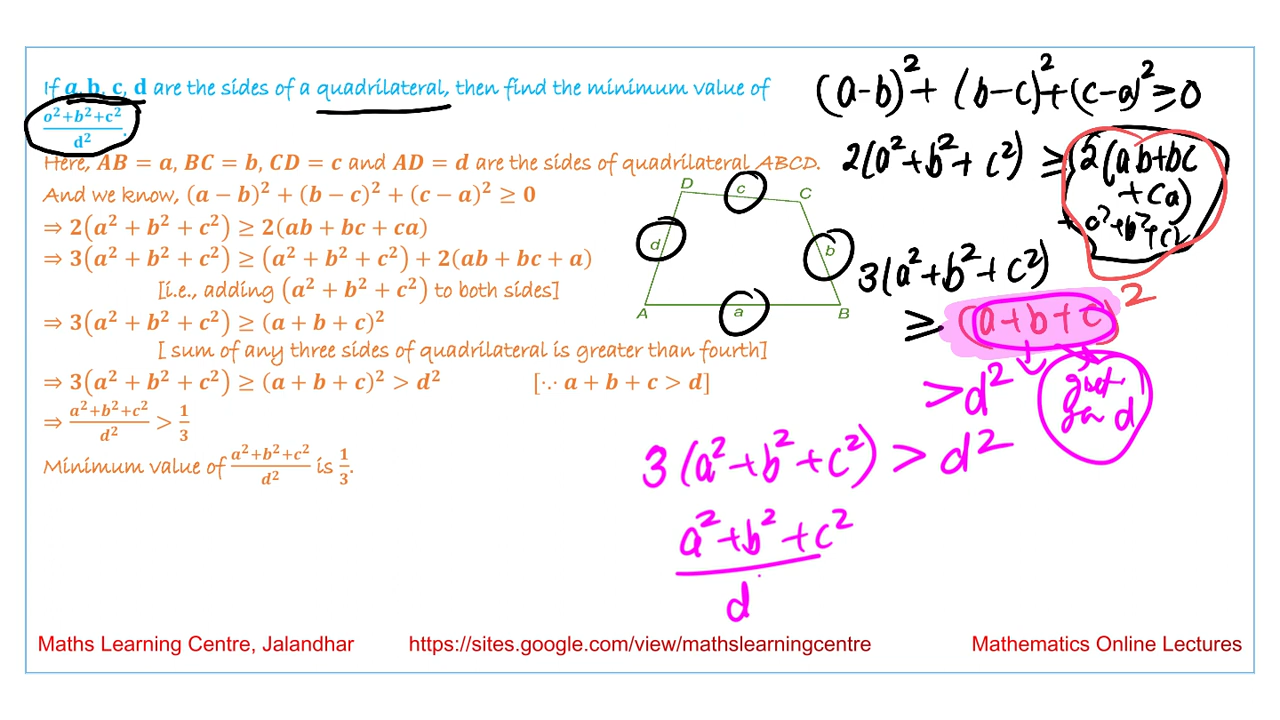 If a, b, c, d are the sides of a quadrilateral, then find the minimum value of
a²+b²+c²/d².
Here, AB = a, BC = b, CD = c and AD = d are the sides of quadrilateral ABCD.
And we know, (a − b)² + (b − c)² + (c − a)² ≥ 0
⇒ 2(a² + b² + c²) ≥ 2(ab + bc + ca)
⇒ 3(a² + b² + c²) ≥ (a² + b² + c²) + 2(ab + bc + a)
[i.e., adding (a² + b² + c²) to both sides]
⇒ 3(a² + b² + c²) ≥ (a + b + c)²
[ sum of any three sides of quadrilateral is greater than fourth]
⇒ 3(a² + b² + c²) ≥ (a + b + c)² > d² [∵ a + b + c > d]
⇒ a²+b²+c²/d² > 1/3
Minimum value of a²+b²+c²/d² is 1/3.
D
c
C
d
b
A
a
B
(a-b)² + (b-c)² + (c-a)² ≥ 0
2(a² + b² + c²) ≥ 2(ab+bc
+ ca)
+ a²+b²+c²
3(a²+b²+c²)
≥ (a+b+c)²
> d²
d
3(a²+b²+c²) > d²
a²+b²+c²
d
Maths Learning Centre, Jalandhar https://sites.google.com/view/mathslearningcentre Mathematics Online Lectures